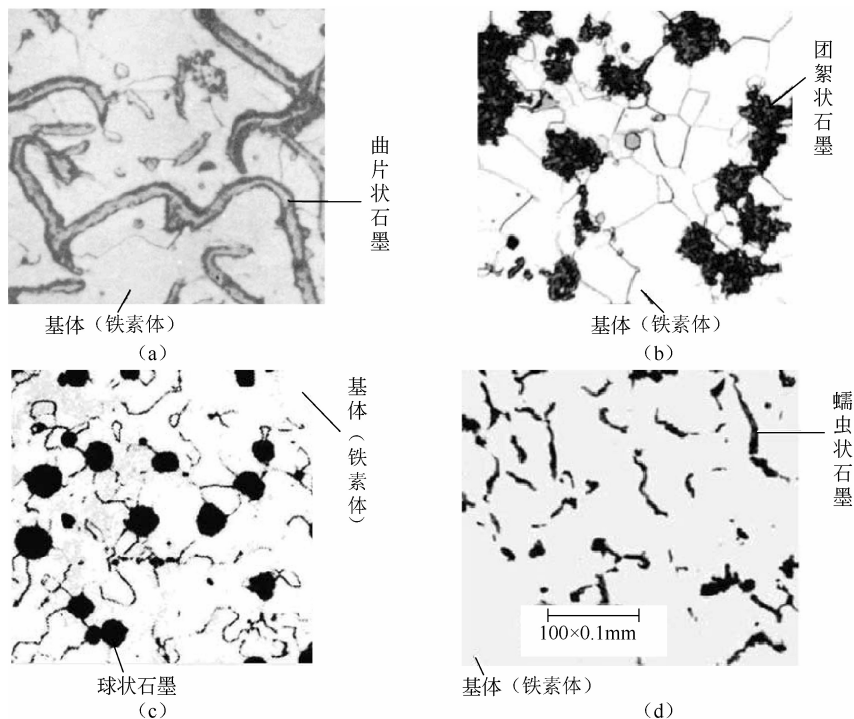 曲片状石墨
基体（铁素体）
（a）
团絮状石墨
基体（铁素体）
（b）
基体（铁素体）
球状石墨
（c）
蠕虫状石墨
100×0.1mm
基体（铁素体）
（d）